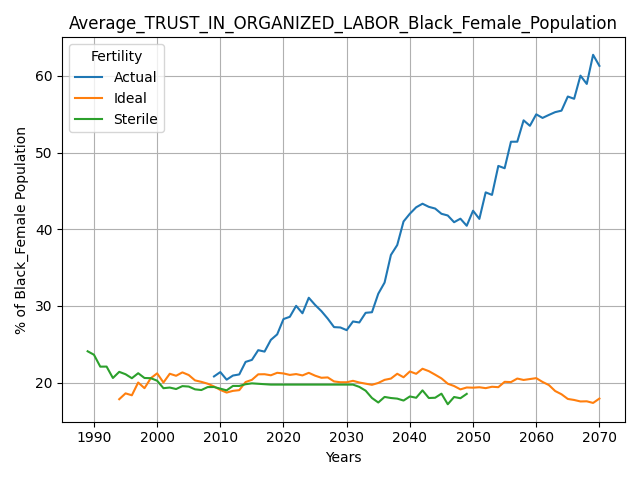 Average_TRUST_IN_ORGANIZED_LABOR_Black_Female_Population
Fertility
Actual
Ideal
Sterile
% of Black_Female Population
60
50
40
30
20
1990 2000 2010 2020 2030 2040 2050 2060 2070
Years